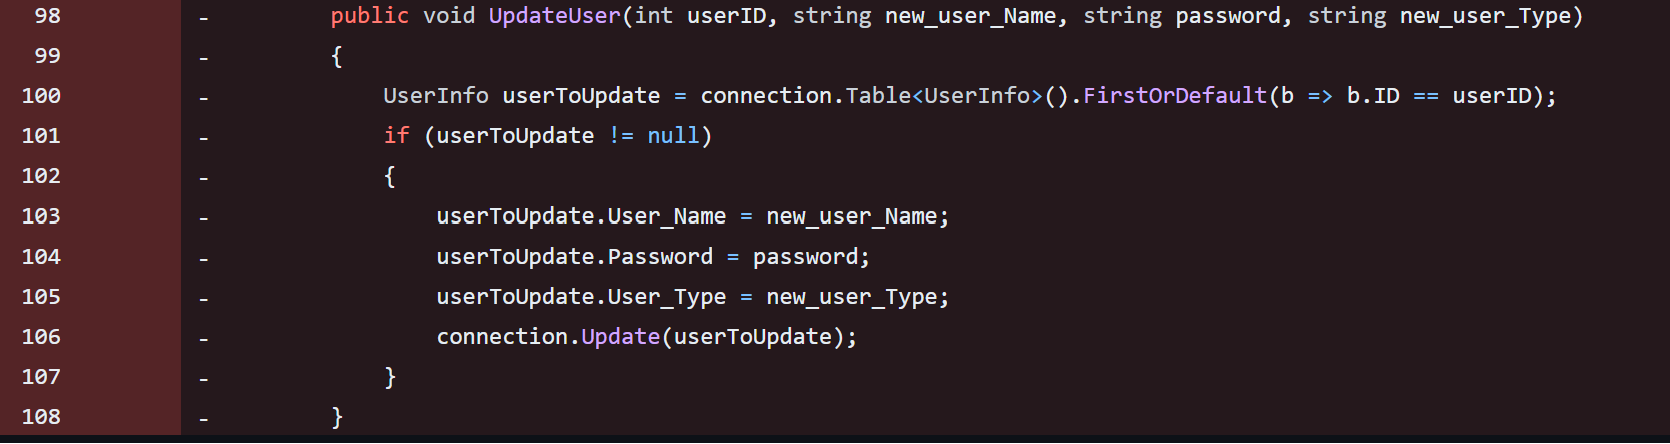 98 - public void UpdateUser(int userID, string new_user_Name, string password, string new_user_Type)
99 - {
100 - UserInfo userToUpdate = connection.Table<UserInfo>().FirstOrDefault(b => b.ID == userID);
101 - if (userToUpdate != null)
102 - {
103 - userToUpdate.User_Name = new_user_Name;
104 - userToUpdate.Password = password;
105 - userToUpdate.User_Type = new_user_Type;
106 - connection.Update(userToUpdate);
107 - }
108 - }